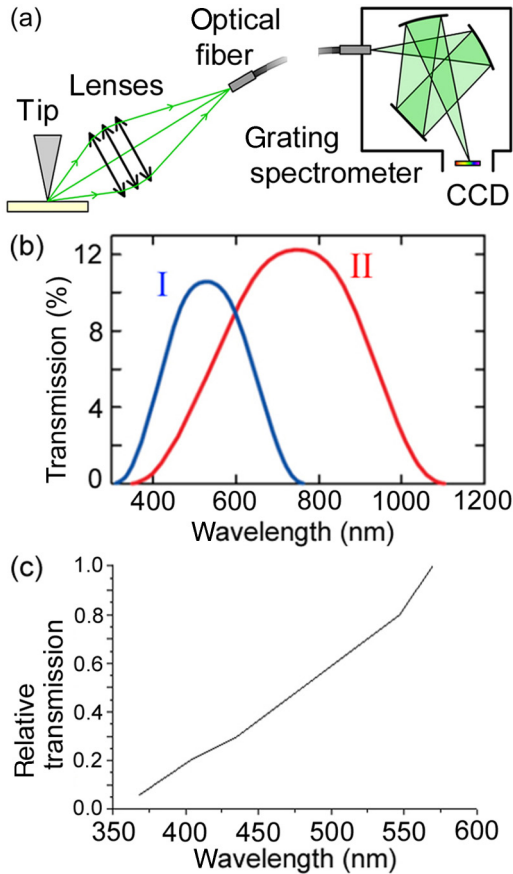 (a)
Optical
fiber
Lenses
Tip
Grating
spectrometer
CCD
(b)
I
II
12
8
4
0
Transmission (%)
400 600 800 1000 1200
Wavelength (nm)
(c)
1.0
0.8
0.6
0.4
0.2
0.0
Relative
transmission
350 400 450 500 550 600
Wavelength (nm)